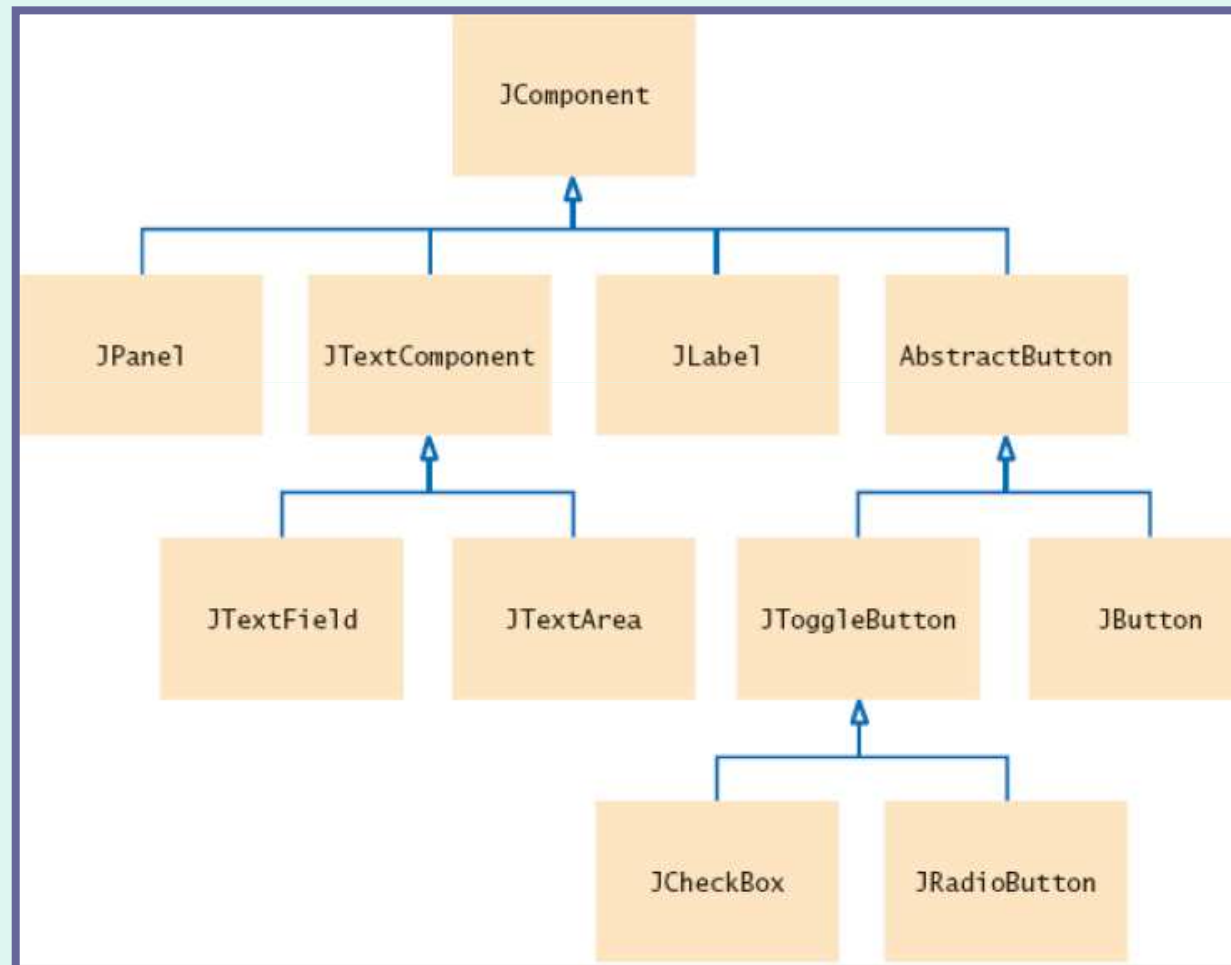 JComponent
JPanel
JTextComponent
JLabel
AbstractButton
JTextField
JTextArea
JToggleButton
JButton
JCheckBox
JRadioButton